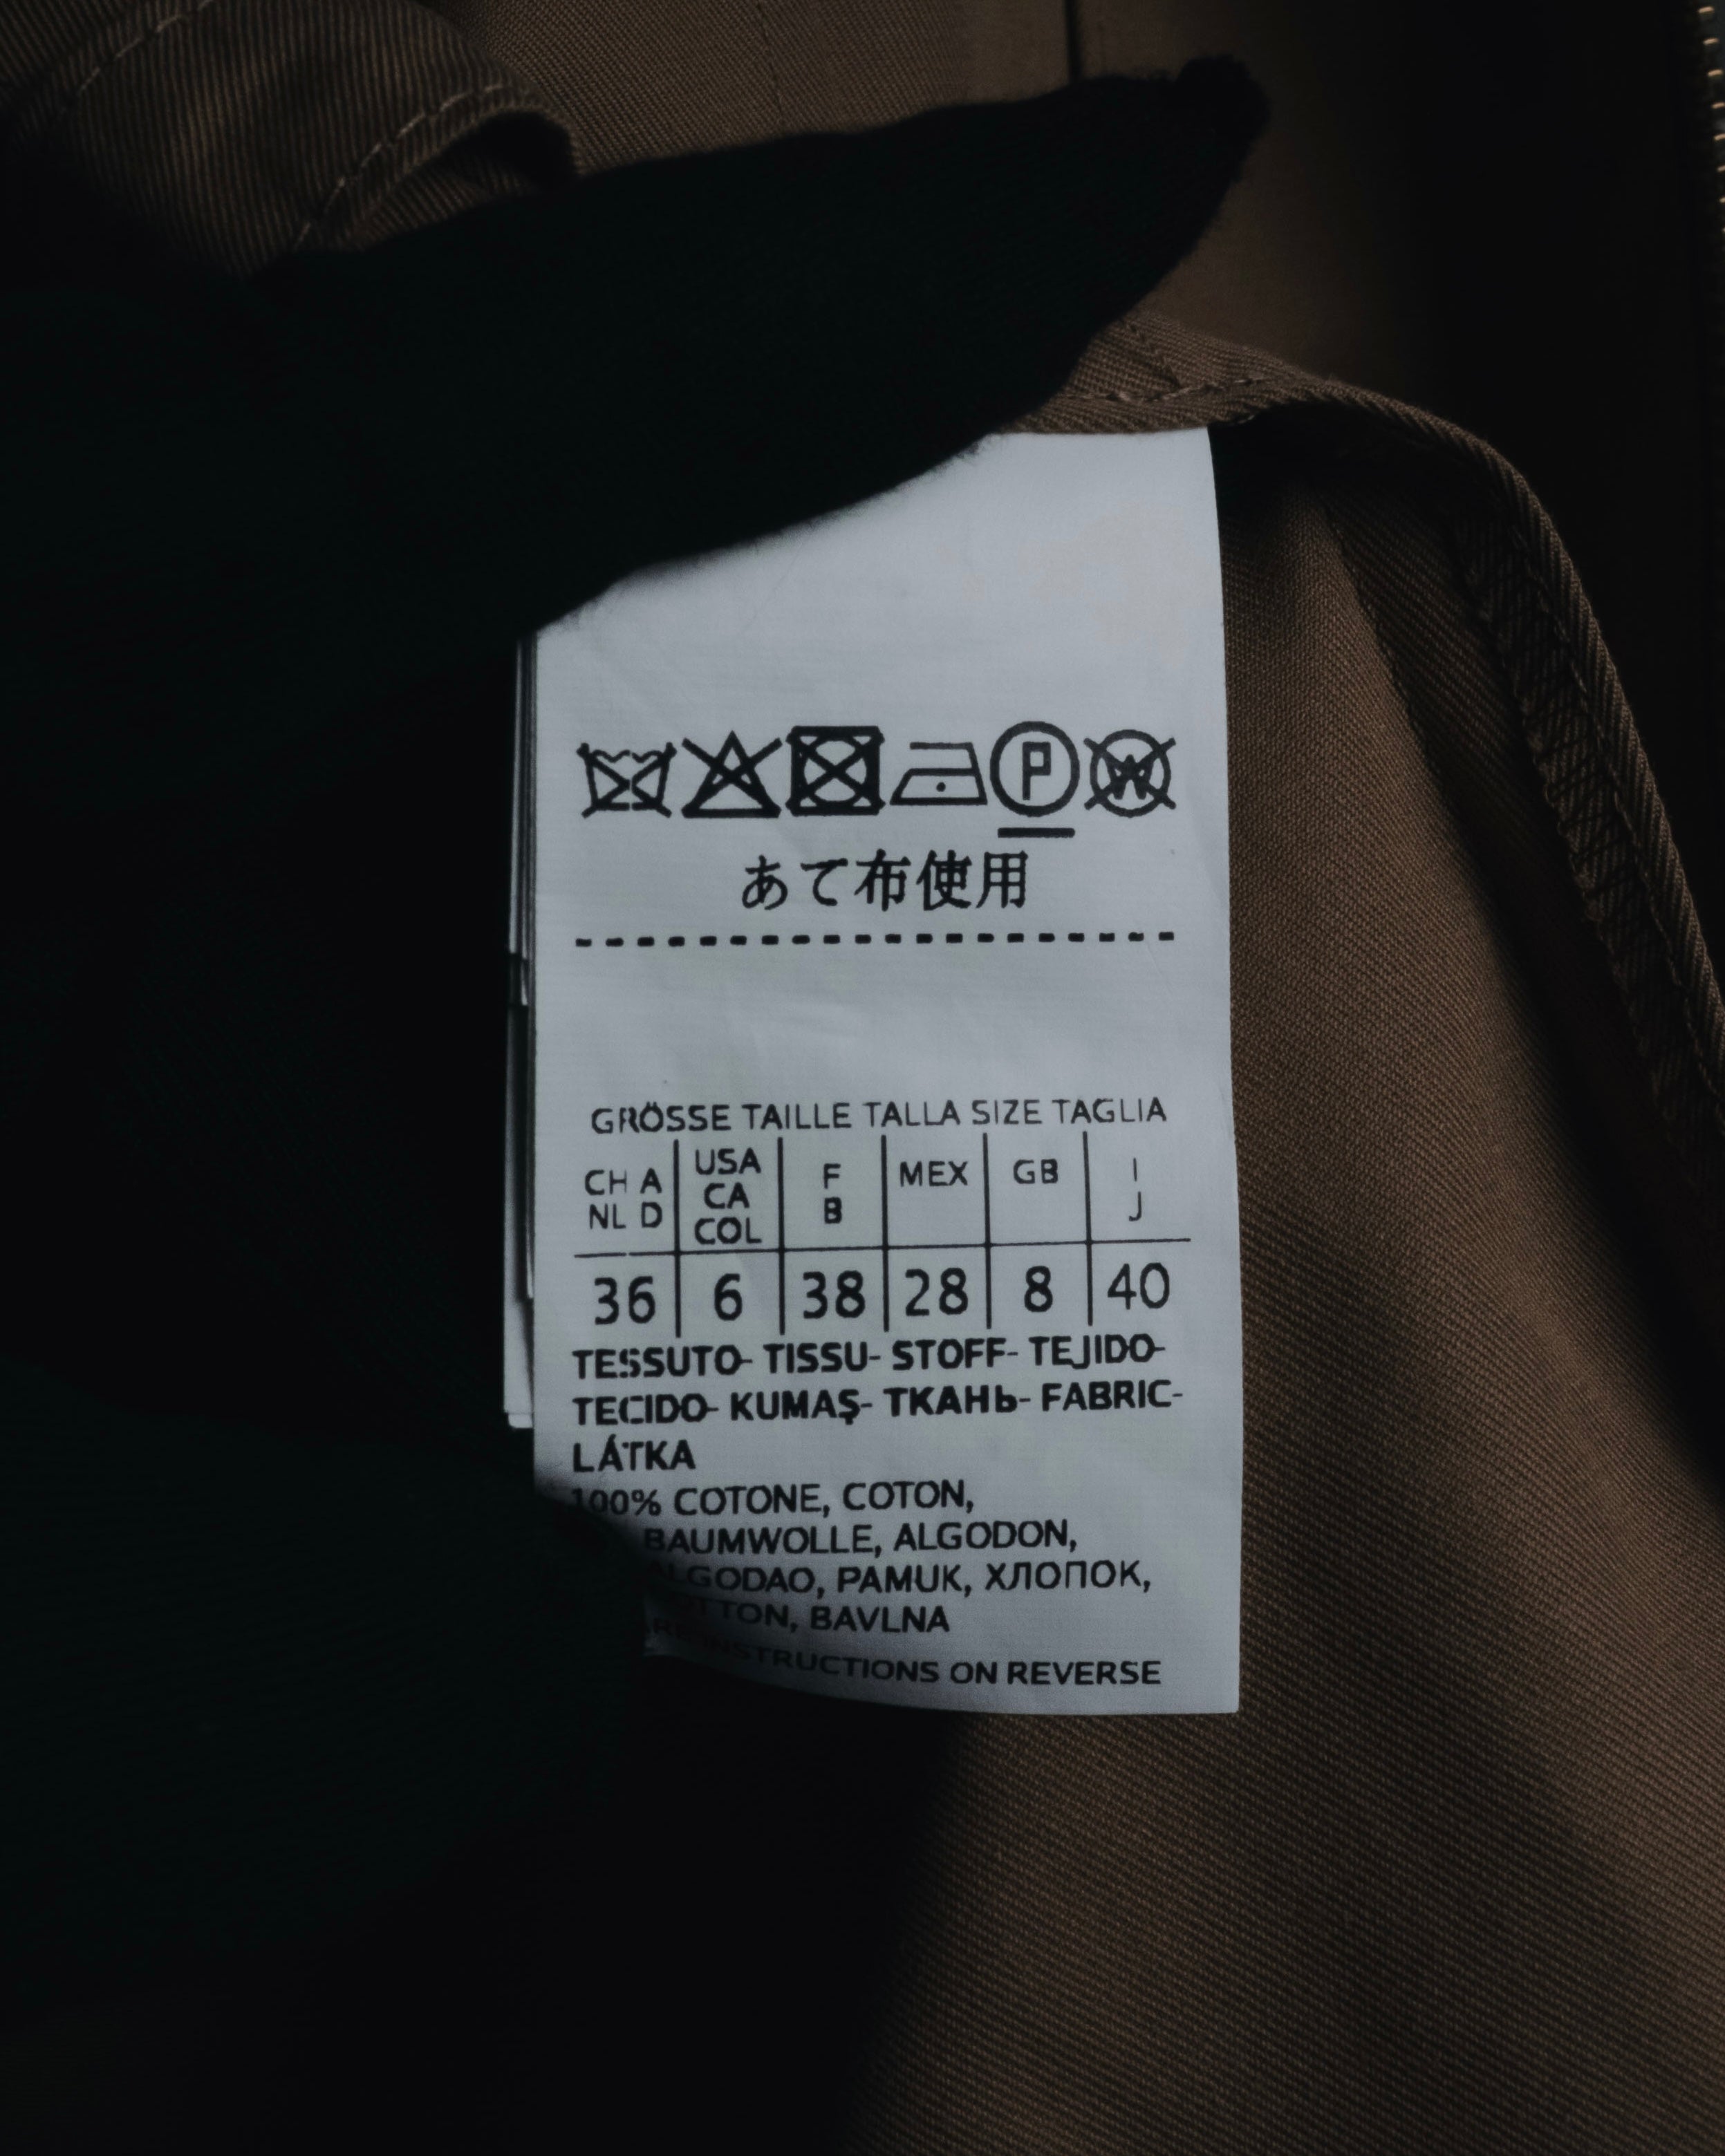 P W
あて布使用
GRÖSSE TAILLE TALLA SIZE TAGLIA
CH A USA F MEX GB I
NL D CA B J
COL
36 6 38 28 8 40
TESSUTO- TISSU- STOFF- TEJIDO-
TECIDO- KUMAŞ- ТКАНЬ- FABRIC-
LÁTKA
100% COTONE, COTON,
BAUMWOLLE, ALGODON,
ALGODAO, PAMUK, ХЛОПОК,
COTTON, BAVLNA
INSTRUCTIONS ON REVERSE